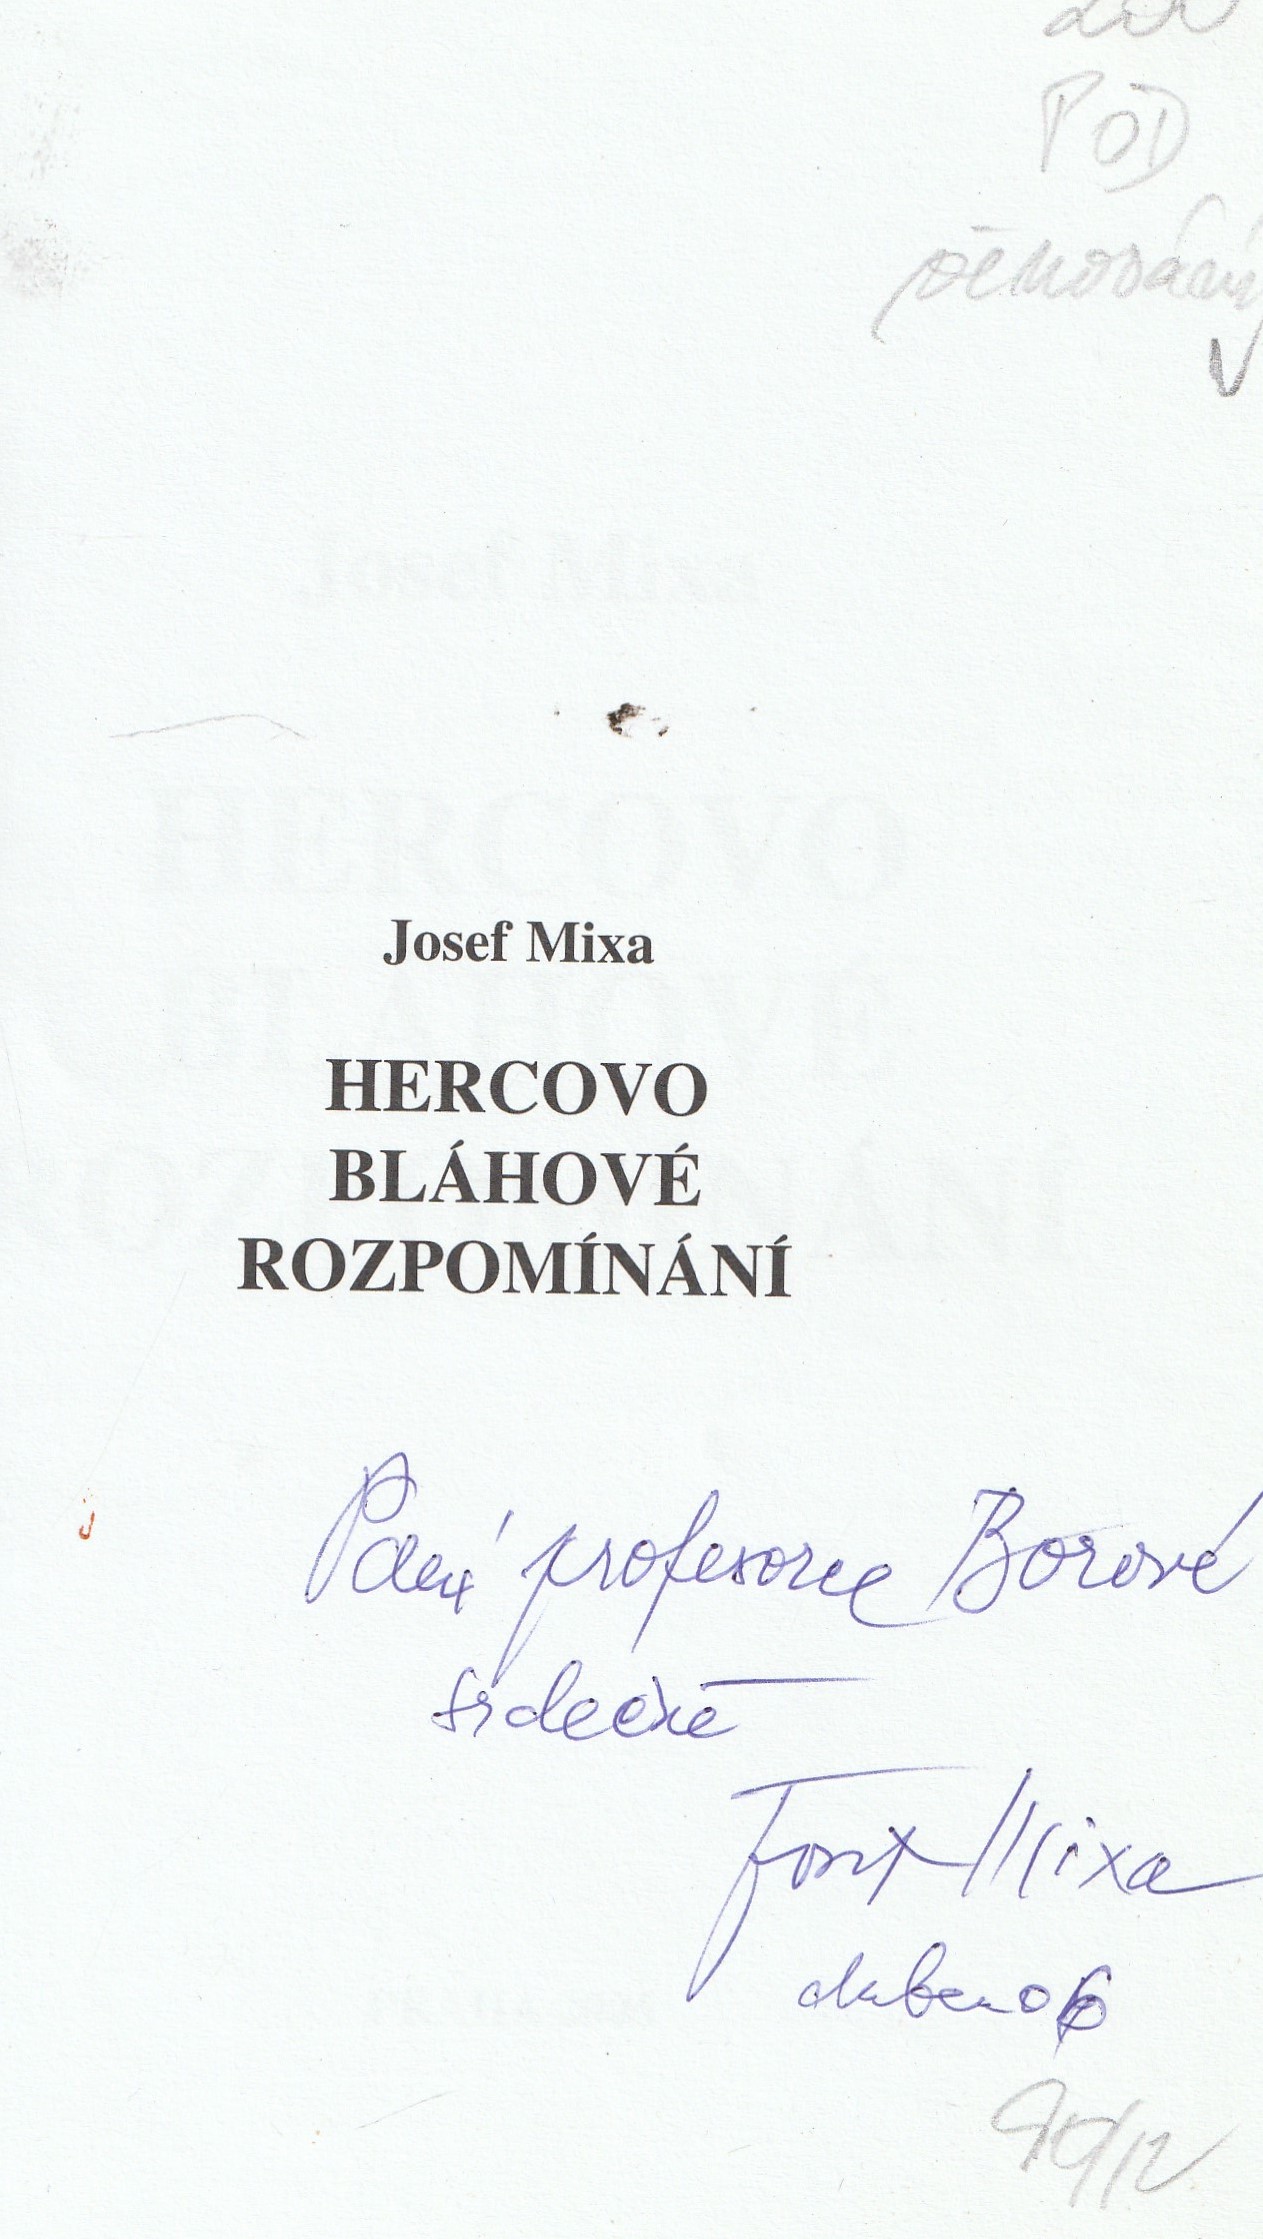 POD
Josef Mixa
HERCOVO
BLÁHOVÉ
ROZPOMÍNÁNÍ
Paní profesorce Borové
srdečně
Josef Mixa
duben 06